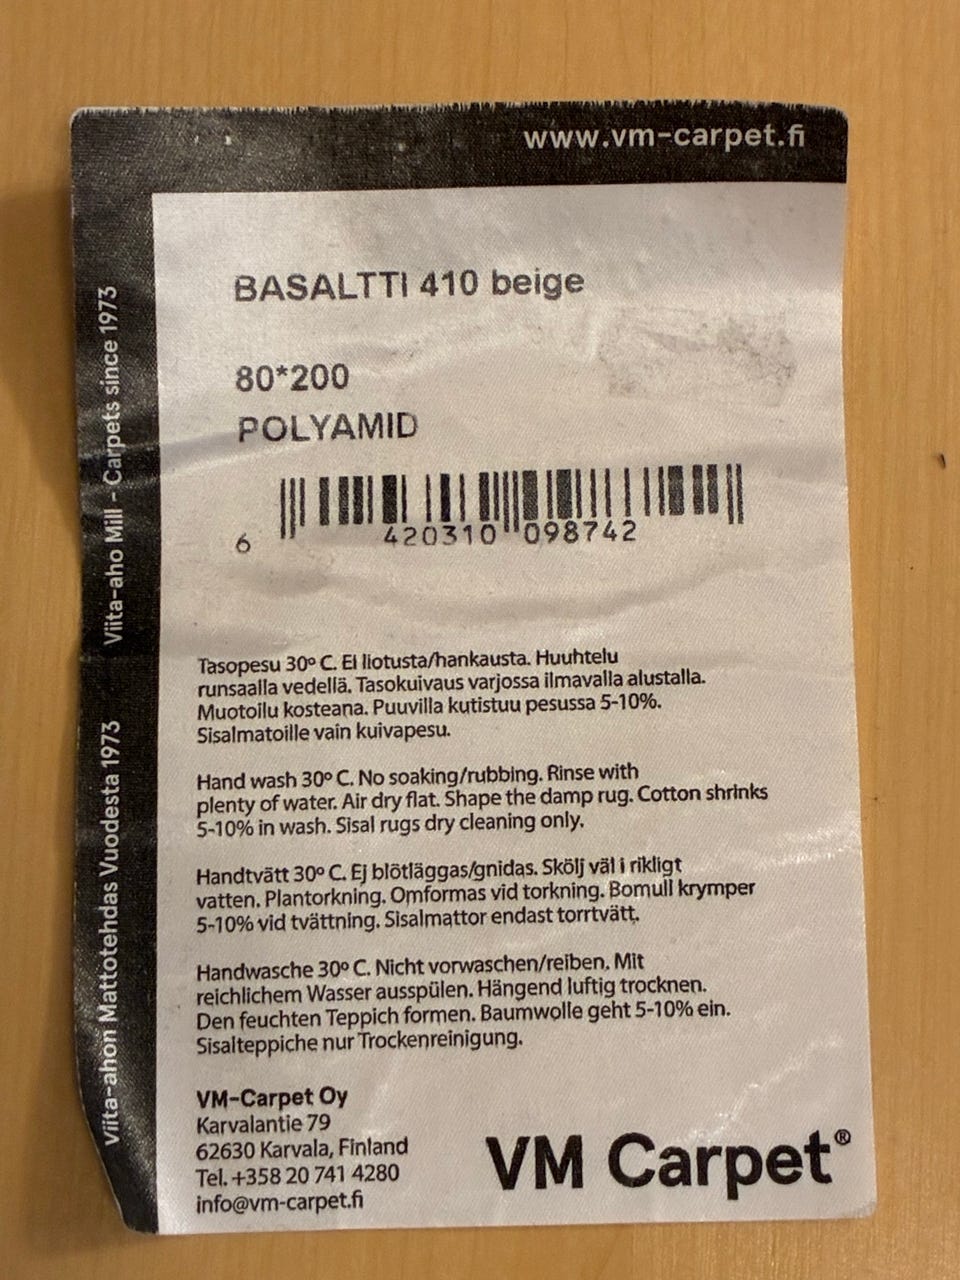 www.vm-carpet.fi
BASALTTI 410 beige
80*200
POLYAMID
6 420310 098742
Tasopesu 30º C. Ei liotusta/hankausta. Huuhtelu
runsaalla vedellä. Tasokuivaus varjossa ilmavalla alustalla.
Muotoilu kosteana. Puuvilla kutistuu pesussa 5-10%.
Sisalmatoille vain kuivapesu.
Hand wash 30º C. No soaking/rubbing. Rinse with
plenty of water. Air dry flat. Shape the damp rug. Cotton shrinks
5-10% in wash. Sisal rugs dry cleaning only.
Handtvätt 30º C. Ej blötläggas/gnidas. Skölj väl i rikligt
vatten. Plantorkning. Omformas vid torkning. Bomull krymper
5-10% vid tvättning. Sisalmattor endast torrtvätt.
Handwasche 30º C. Nicht vorwaschen/reiben. Mit
reichlichem Wasser ausspülen. Hängend luftig trocknen.
Den feuchten Teppich formen. Baumwolle geht 5-10% ein.
Sisalteppiche nur Trockenreinigung.
VM-Carpet Oy
Karvalantie 79
62630 Karvala, Finland
Tel. +358 20 741 4280
info@vm-carpet.fi
VM Carpet®
Viita-ahon Mattotehdas Vuodesta 1973
Viita-aho Mill - Carpets since 1973